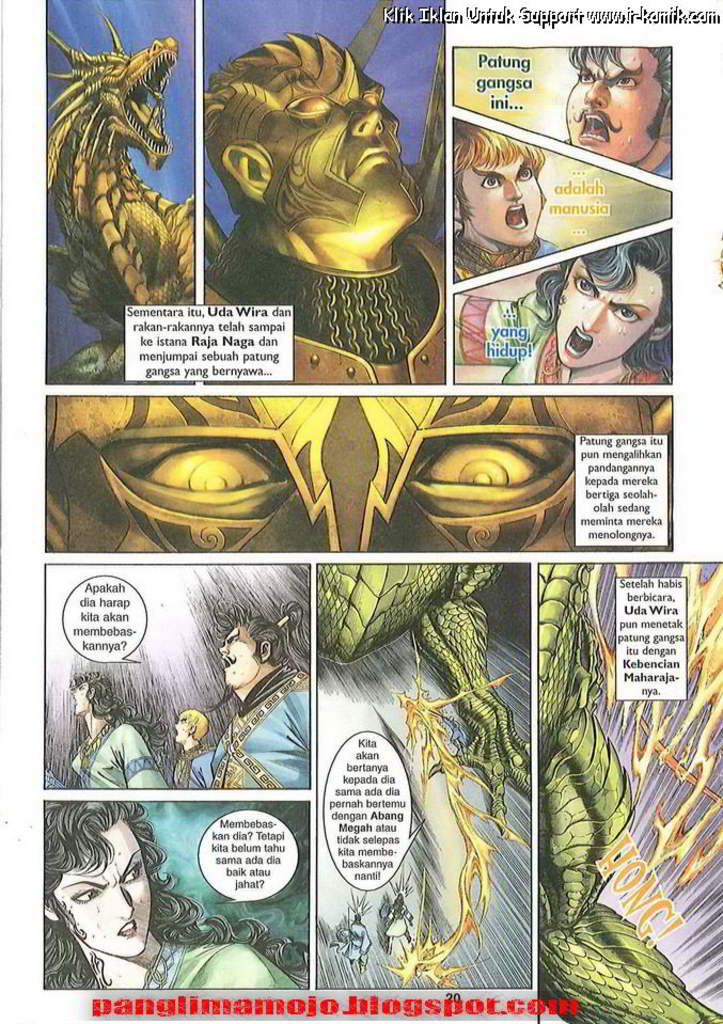 Klik Iklan Untuk Support www.ir-komik.com
Patung
gangsa
ini...
...
adalah
manusia
...
...
yang
hidup!
Sementara itu, Uda Wira dan
rakan-rakannya telah sampai
ke istana Raja Naga dan
menjumpai sebuah patung
gangsa yang bernyawa...
Patung gangsa itu
pun mengalihkan
pandangannya
kepada mereka
bertiga seolah-
olah sedang
meminta mereka
menolongnya.
Apakah
dia harap
kita akan
membebas-
kannya?
Membebas-
kan dia? Tetapi
kita belum tahu
sama ada dia
baik atau
jahat?
Kita
akan
bertanya
kepada dia
sama ada dia
pernah bertemu
dengan Abang
Megah atau
tidak selepas
kita membe-
baskannya
nanti!
Setelah habis
berbicara,
Uda Wira
pun menetak
patung gangsa
itu dengan
Kebencian
Maharaja-
nya.
HONG!
20
panglimamojo.blogspot.com